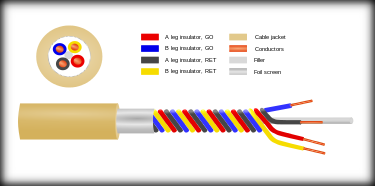 A leg insulator, GO
B leg insulator, GO
A leg insulator, RET
B leg insulator, RET
Cable jacket
Conductors
Filler
Foil screen